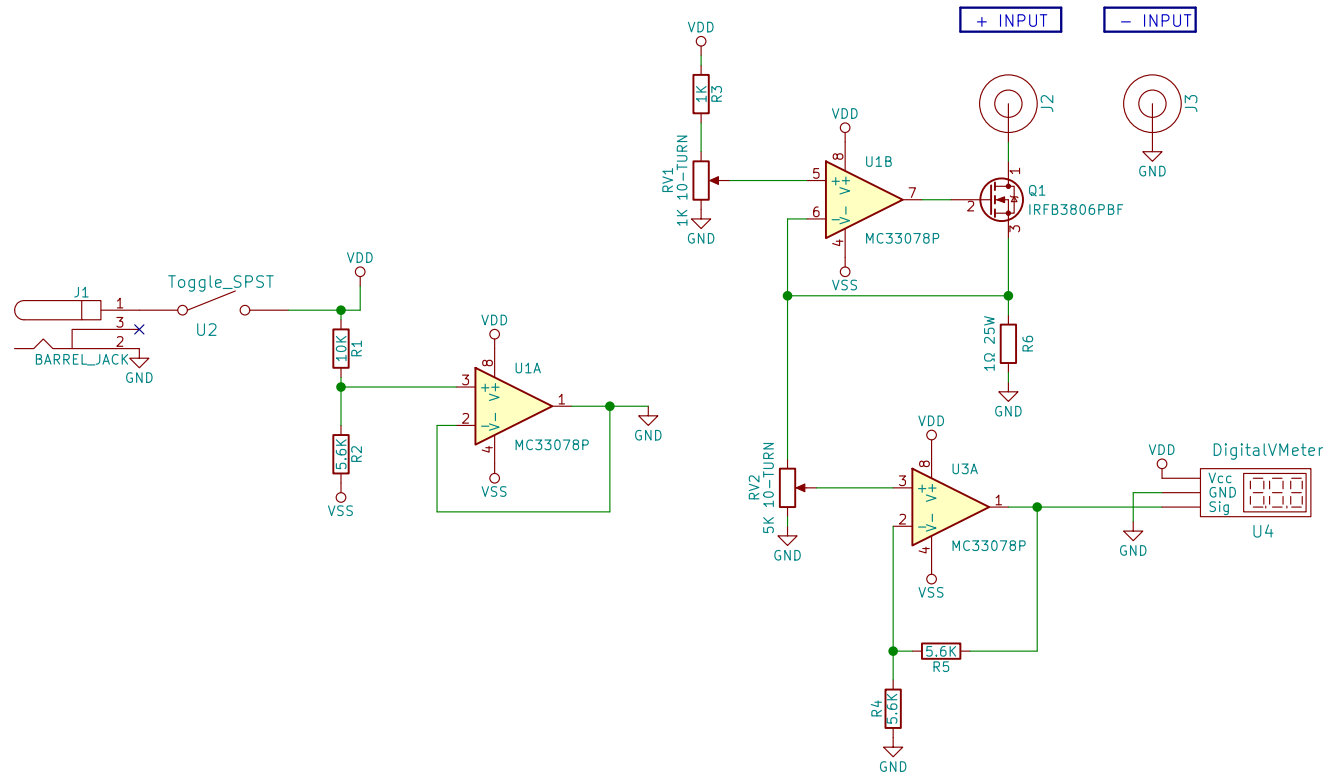 + INPUT
− INPUT
VDD
1K
R3
J2
J3
RV1
1K 10-TURN
GND
VDD
8
U1B
5
+
V+
6
−
V-
7
4
MC33078P
VSS
1
2
3
Q1
IRFB3806PBF
GND
Toggle_SPST
VDD
J1
1
3
2
BARREL_JACK
GND
U2
10K
R1
5.6K
R2
VSS
VDD
8
U1A
3
+
V+
2
−
V-
1
4
MC33078P
VSS
GND
1Ω 25W
R6
GND
RV2
5K 10-TURN
GND
VDD
8
U3A
3
+
V+
2
−
V-
1
4
MC33078P
VSS
VDD
DigitalVMeter
Vcc
GND
Sig
U4
GND
5.6K
R5
R4
5.6K
GND